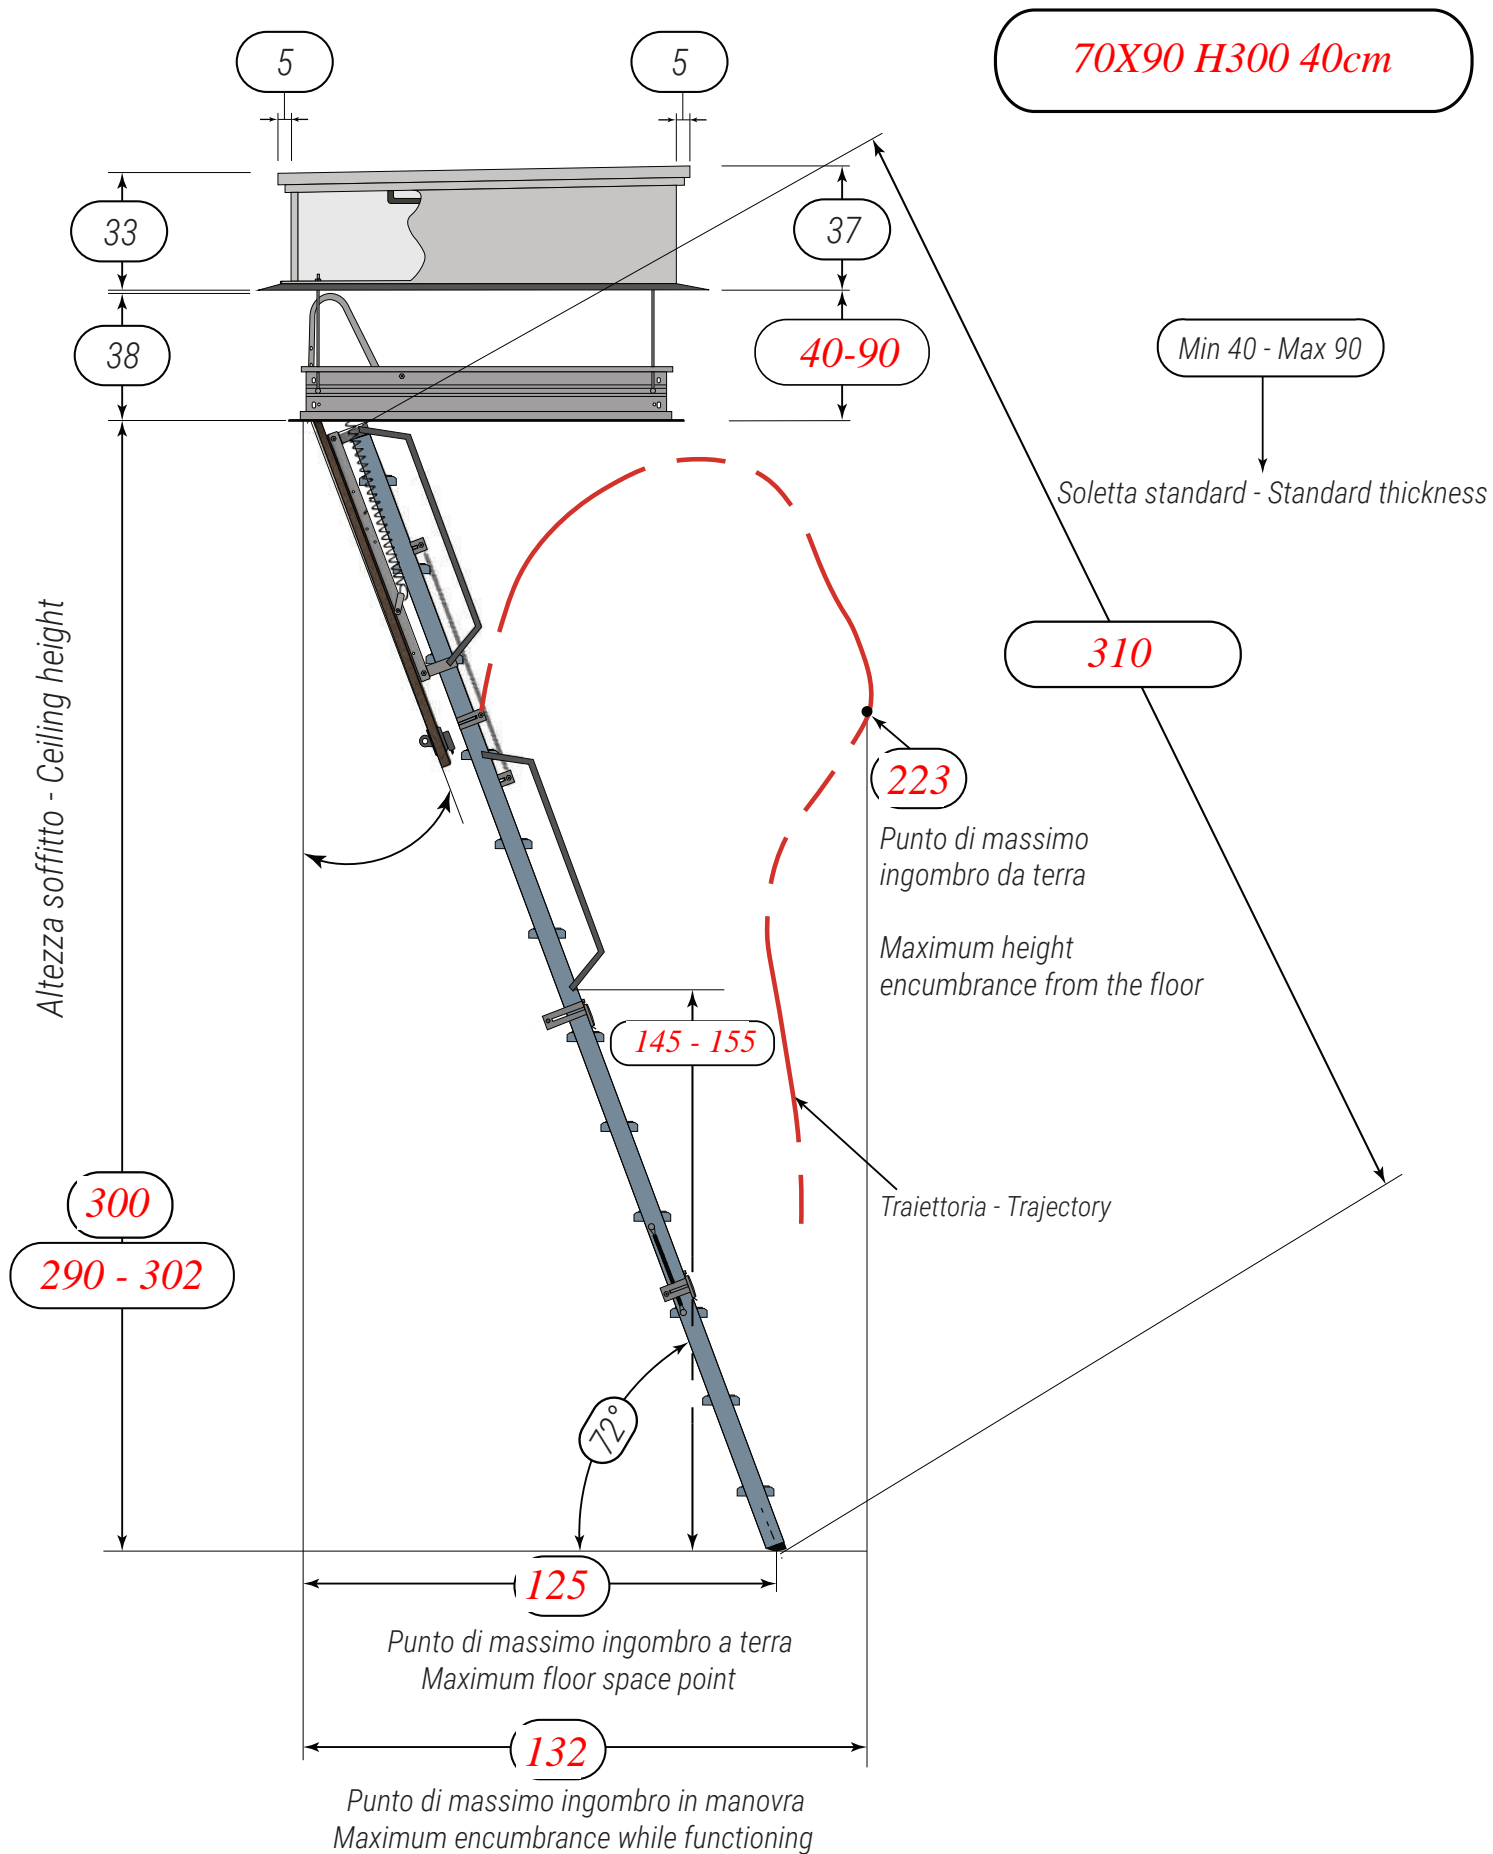 5
5
70X90 H300 40cm
33
37
38
40-90
Min 40 - Max 90
Soletta standard - Standard thickness
Altezza soffitto - Ceiling height
310
223
Punto di massimo
ingombro da terra
Maximum height
encumbrance from the floor
145 - 155
Traiettoria - Trajectory
300
290 - 302
72°
125
Punto di massimo ingombro a terra
Maximum floor space point
132
Punto di massimo ingombro in manovra
Maximum encumbrance while functioning